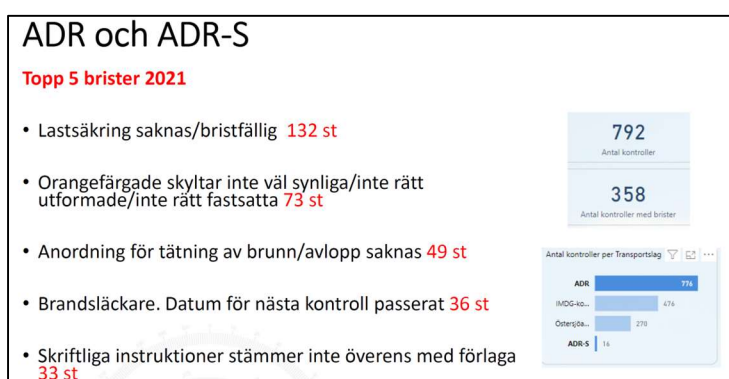 ADR och ADR-S
Topp 5 brister 2021
• Lastsäkring saknas/bristfällig 132 st
• Orangefärgade skyltar inte väl synliga/inte rätt
utformade/inte rätt fastsatta 73 st
• Anordning för tätning av brunn/avlopp saknas 49 st
• Brandsläckare. Datum för nästa kontroll passerat 36 st
• Skriftliga instruktioner stämmer inte överens med förlaga
33 st
792
Antal kontroller
358
Antal kontroller med brister
Antal kontroller per Transportslag
ADR 776
IMDG-ko... 476
Östersjöa... 270
ADR-S 16